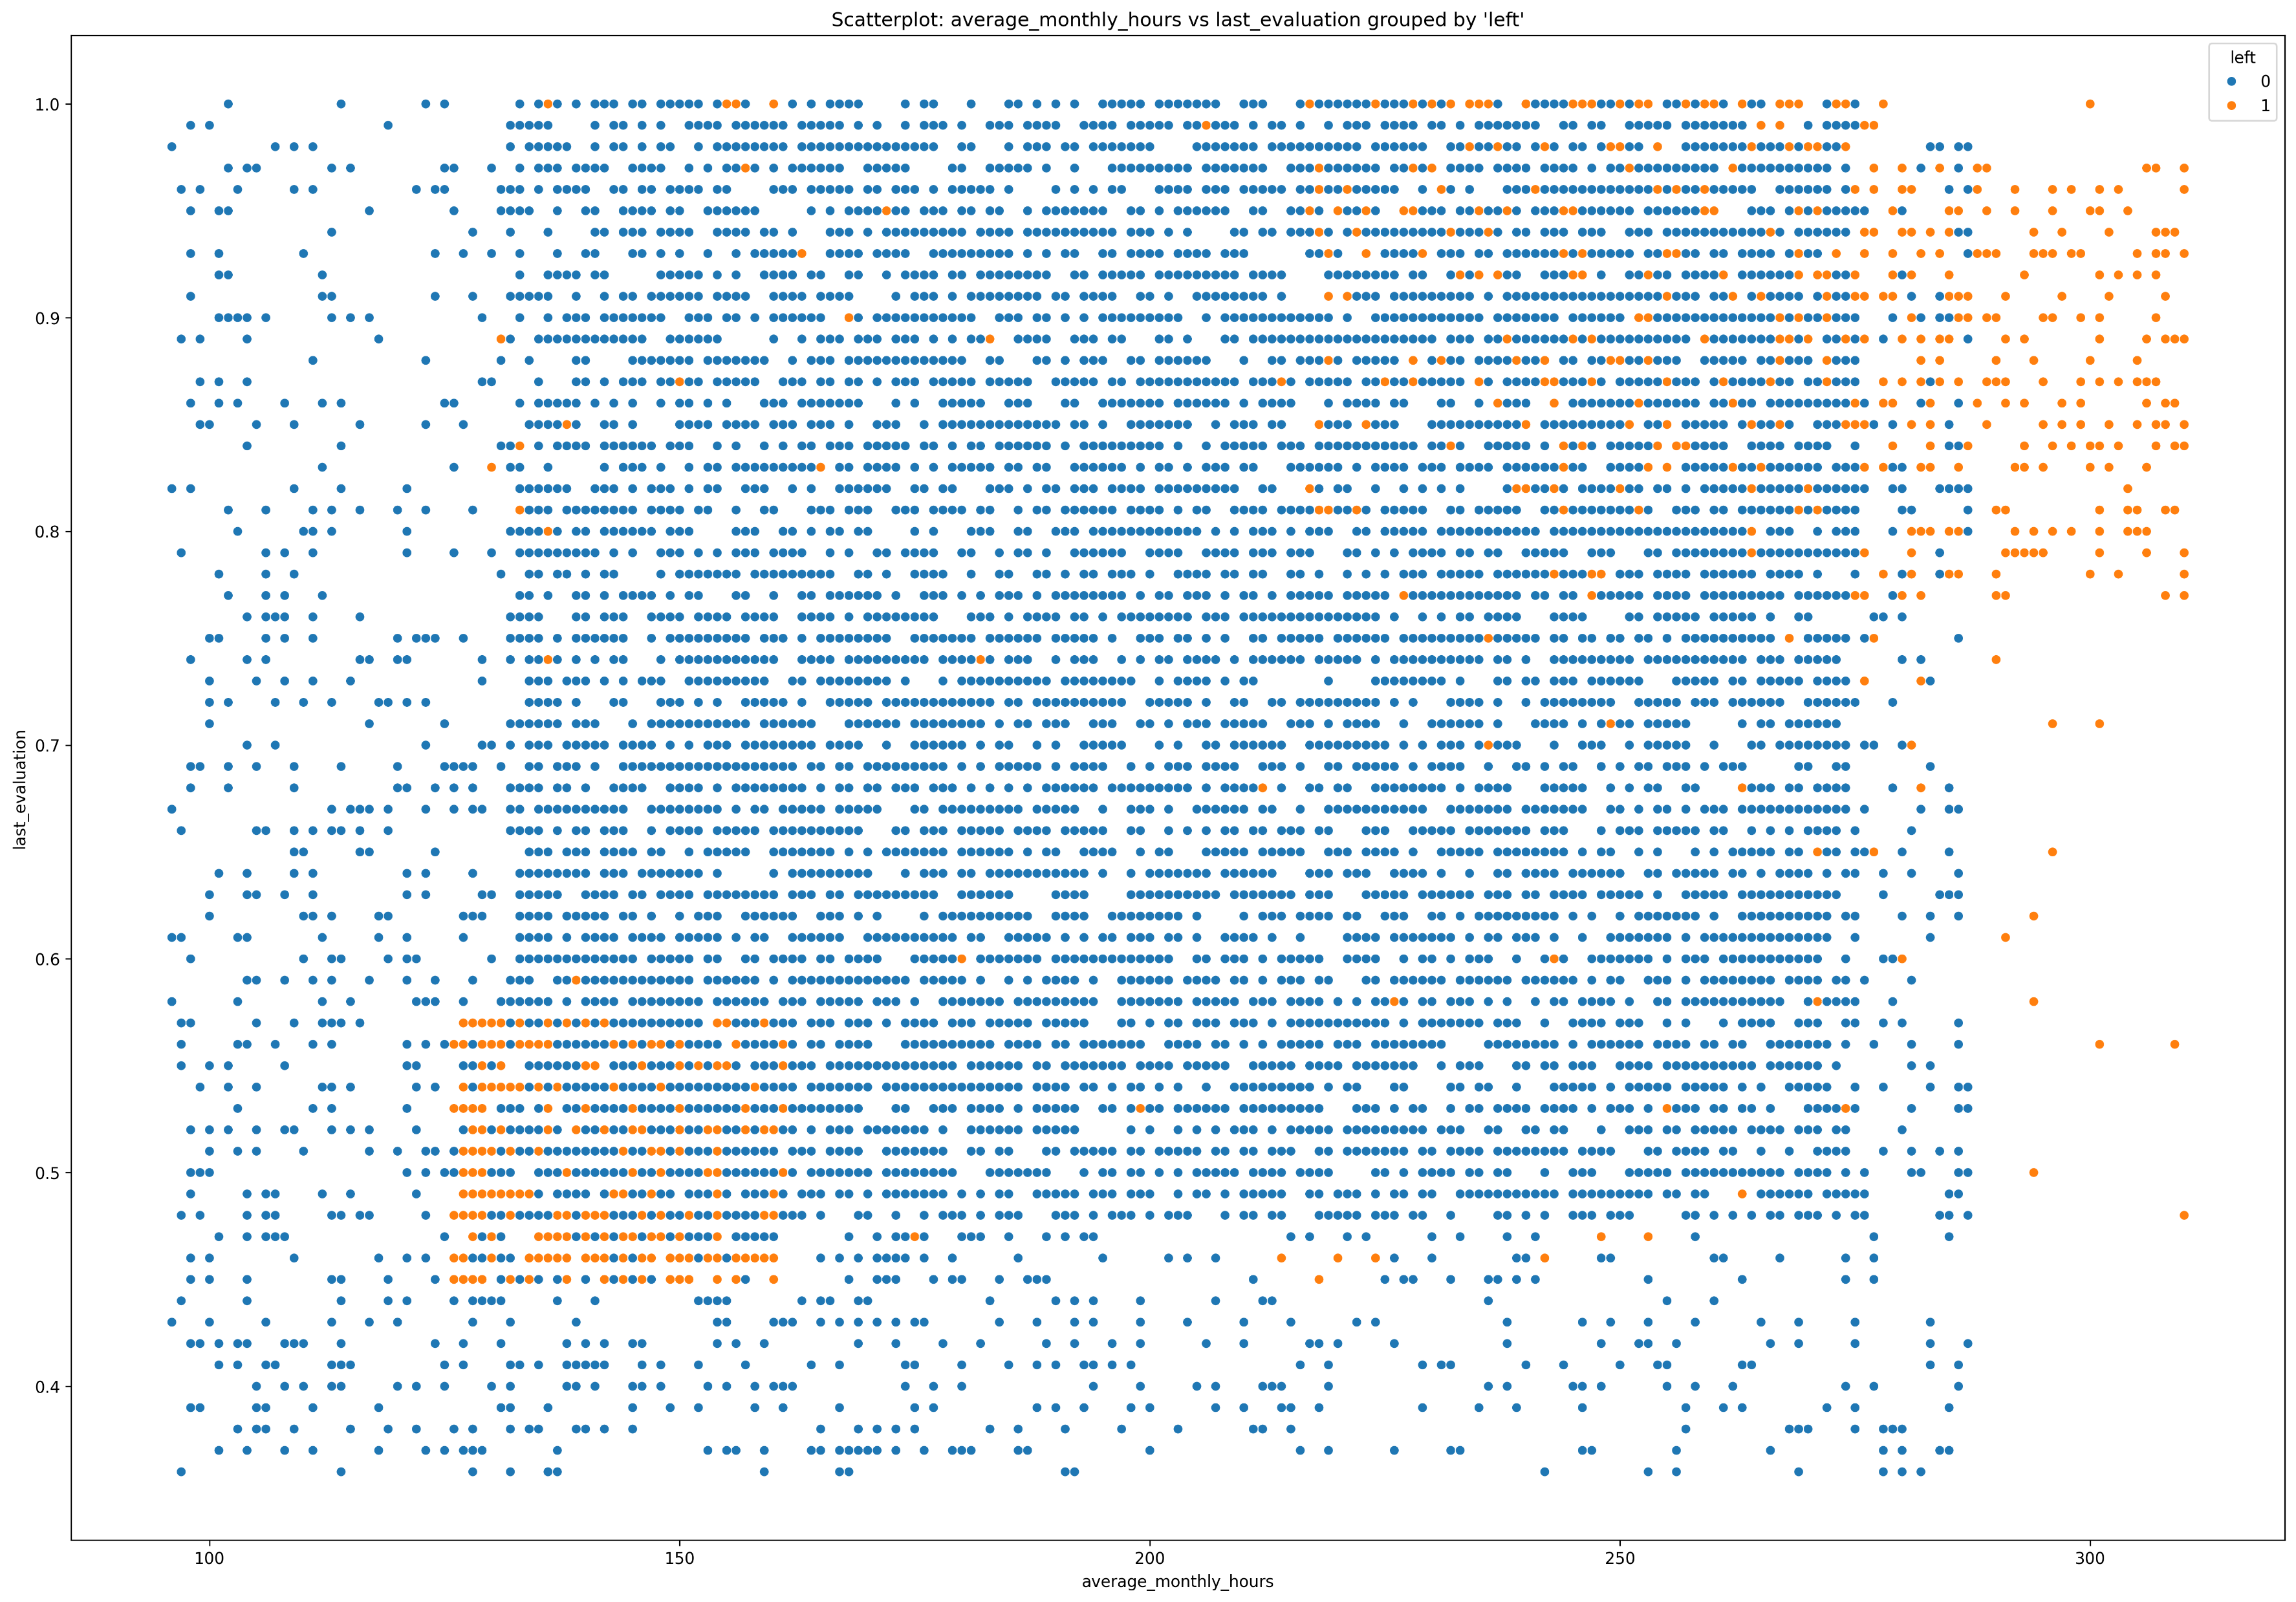 Scatterplot: average_monthly_hours vs last_evaluation grouped by 'left'
left
0
1
last_evaluation
1.0
0.9
0.8
0.7
0.6
0.5
0.4
100 150 200 250 300
average_monthly_hours